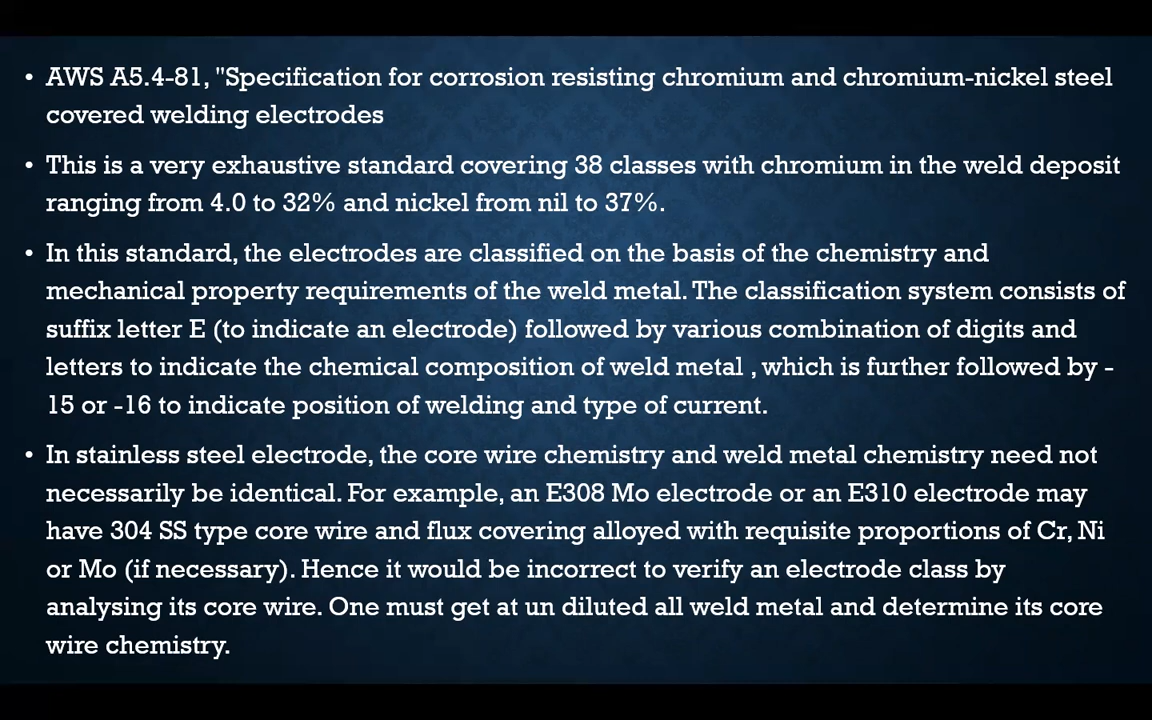 • AWS A5.4-81, "Specification for corrosion resisting chromium and chromium-nickel steel
covered welding electrodes
• This is a very exhaustive standard covering 38 classes with chromium in the weld deposit
ranging from 4.0 to 32% and nickel from nil to 37%.
• In this standard, the electrodes are classified on the basis of the chemistry and
mechanical property requirements of the weld metal. The classification system consists of
suffix letter E (to indicate an electrode) followed by various combination of digits and
letters to indicate the chemical composition of weld metal , which is further followed by -
15 or -16 to indicate position of welding and type of current.
• In stainless steel electrode, the core wire chemistry and weld metal chemistry need not
necessarily be identical. For example, an E308 Mo electrode or an E310 electrode may
have 304 SS type core wire and flux covering alloyed with requisite proportions of Cr, Ni
or Mo (if necessary). Hence it would be incorrect to verify an electrode class by
analysing its core wire. One must get at un diluted all weld metal and determine its core
wire chemistry.